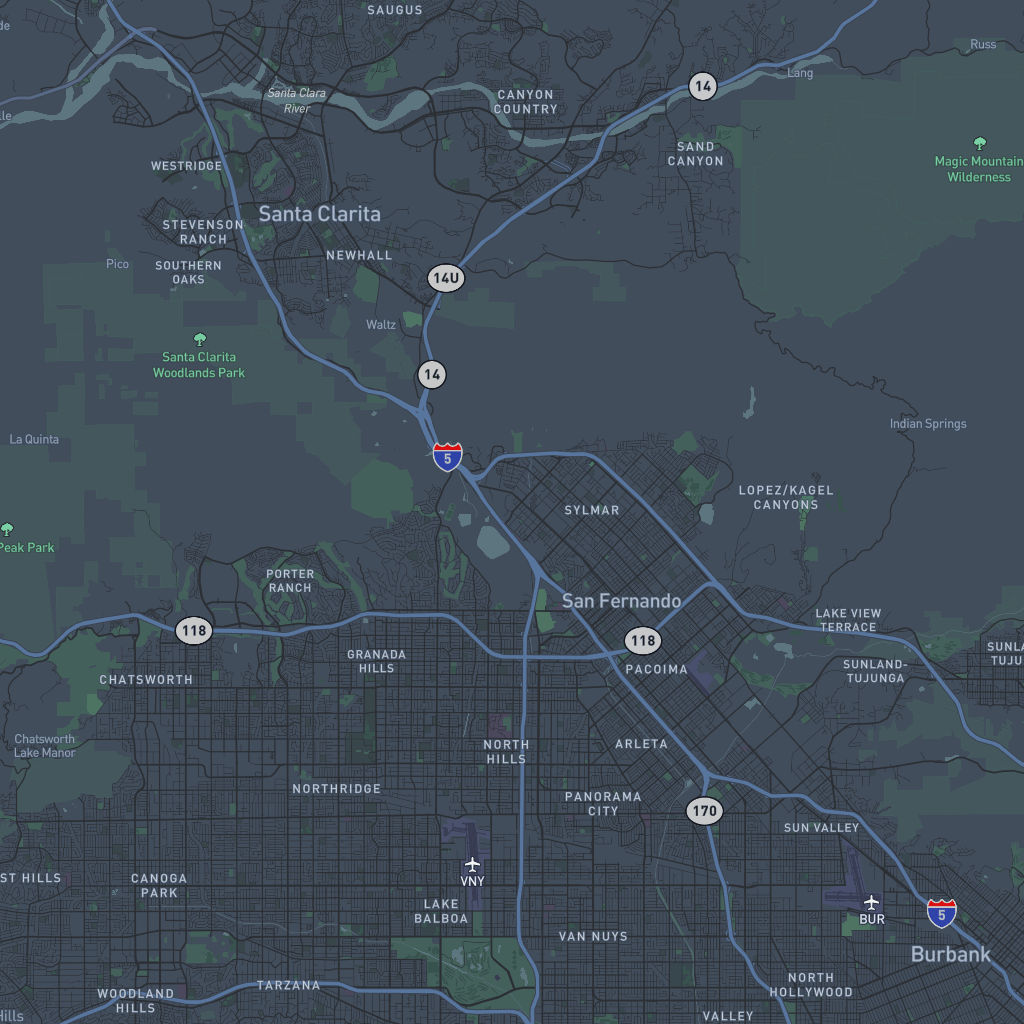 SAUGUS
Russ
Lang
14
Santa Clara
River
CANYON
COUNTRY
SAND
CANYON
Magic Mountain
Wilderness
WESTRIDGE
Santa Clarita
STEVENSON
RANCH
NEWHALL
Pico
SOUTHERN
OAKS
14U
Waltz
Santa Clarita
Woodlands Park
14
La Quinta
Indian Springs
5
LOPEZ/KAGEL
CANYONS
SYLMAR
Peak Park
PORTER
RANCH
San Fernando
118
118
LAKE VIEW
TERRACE
GRANADA
HILLS
PACOIMA
SUNLAND-
TUJUNGA
CHATSWORTH
Chatsworth
Lake Manor
NORTH
HILLS
ARLETA
NORTHRIDGE
PANORAMA
CITY
170
SUN VALLEY
VNY
ST HILLS
CANOGA
PARK
LAKE
BALBOA
BUR
5
VAN NUYS
Burbank
TARZANA
WOODLAND
HILLS
NORTH
HOLLYWOOD
VALLEY